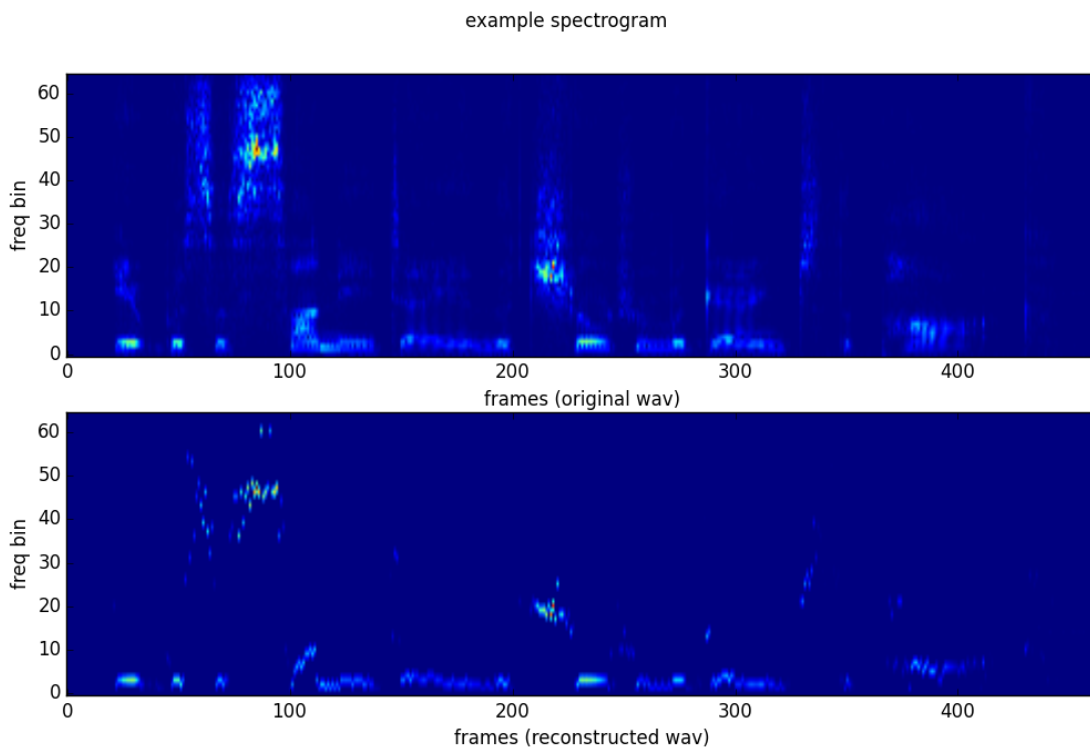 example spectrogram
60
50
40
30
20
10
0
freq bin
0 100 200 300 400
frames (original wav)
60
50
40
30
20
10
0
freq bin
0 100 200 300 400
frames (reconstructed wav)